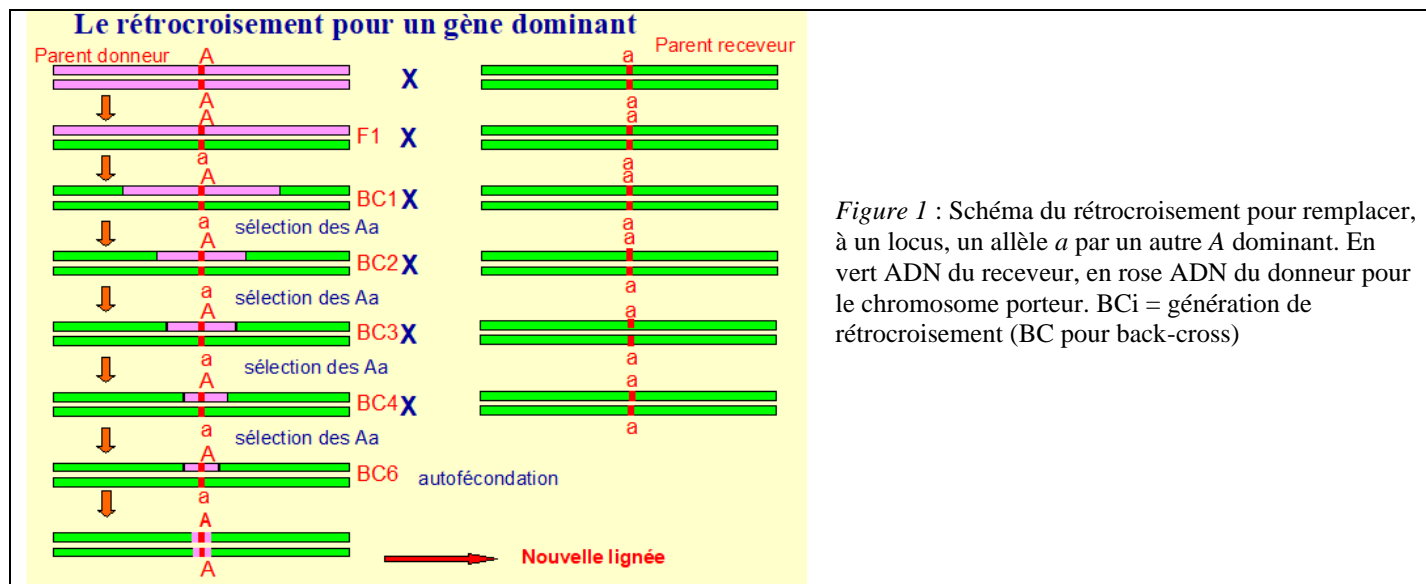 Le rétrocroisement pour un gène dominant
Parent donneur
A
a
Parent receveur
X
A
a
A
a
F1
X
a
a
A
a
BC1
X
a
sélection des Aa
a
A
a
BC2
X
a
sélection des Aa
a
A
a
BC3
X
a
sélection des Aa
a
A
a
BC4
X
a
sélection des Aa
a
A
BC6
autofécondation
a
A
Nouvelle lignée
A
Figure 1 : Schéma du rétrocroisement pour remplacer,
à un locus, un allèle a par un autre A dominant. En
vert ADN du receveur, en rose ADN du donneur pour
le chromosome porteur. BCi = génération de
rétrocroisement (BC pour back-cross)